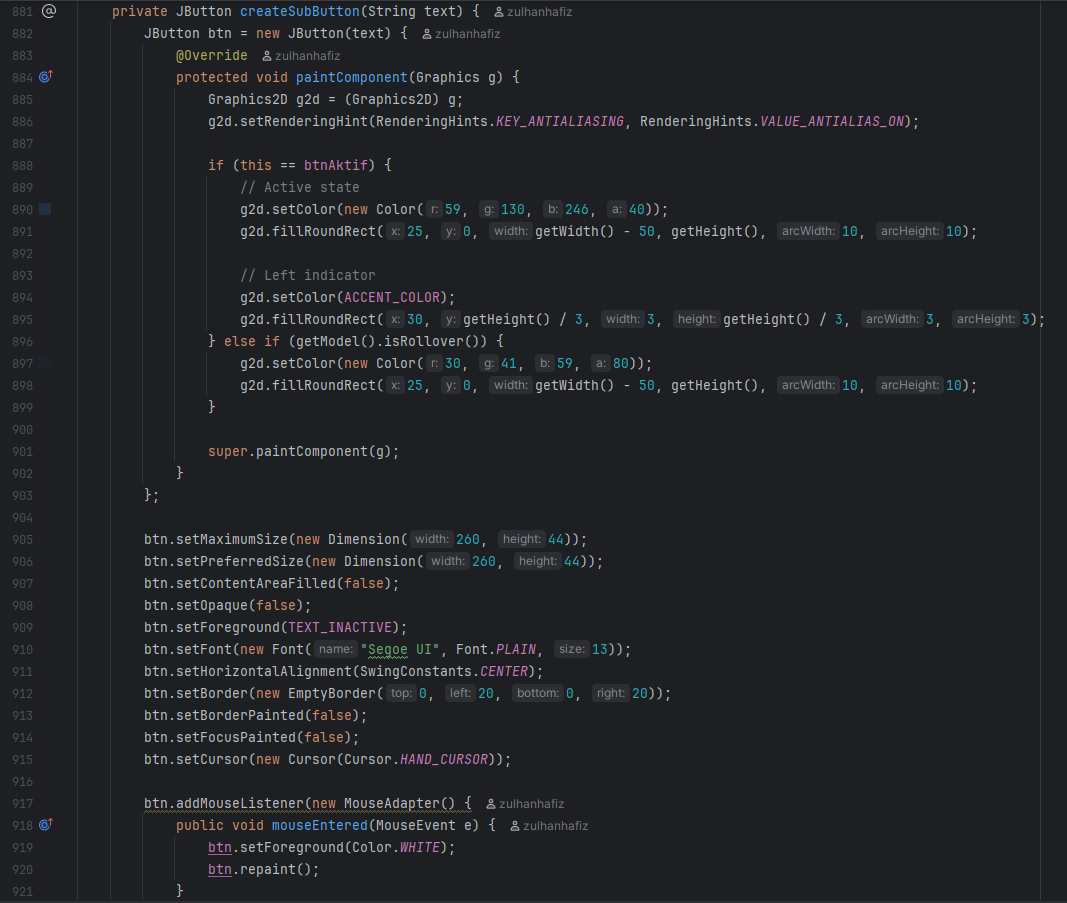 881 @ private JButton createSubButton(String text) { zulhanhafiz
882 JButton btn = new JButton(text) { zulhanhafiz
883 @Override zulhanhafiz
884 protected void paintComponent(Graphics g) {
885 Graphics2D g2d = (Graphics2D) g;
886 g2d.setRenderingHint(RenderingHints.KEY_ANTIALIASING, RenderingHints.VALUE_ANTIALIAS_ON);
887
888 if (this == btnAktif) {
889 // Active state
890 g2d.setColor(new Color( r: 59, g: 130, b: 246, a: 40));
891 g2d.fillRoundRect( x: 25, y: 0, width: getWidth() - 50, getHeight(), arcWidth: 10, arcHeight: 10);
892
893 // Left indicator
894 g2d.setColor(ACCENT_COLOR);
895 g2d.fillRoundRect( x: 30, y: getHeight() / 3, width: 3, height: getHeight() / 3, arcWidth: 3, arcHeight: 3);
896 } else if (getModel().isRollover()) {
897 g2d.setColor(new Color( r: 30, g: 41, b: 59, a: 80));
898 g2d.fillRoundRect( x: 25, y: 0, width: getWidth() - 50, getHeight(), arcWidth: 10, arcHeight: 10);
899 }
900
901 super.paintComponent(g);
902 }
903 };
904
905 btn.setMaximumSize(new Dimension( width: 260, height: 44));
906 btn.setPreferredSize(new Dimension( width: 260, height: 44));
907 btn.setContentAreaFilled(false);
908 btn.setOpaque(false);
909 btn.setForeground(TEXT_INACTIVE);
910 btn.setFont(new Font( name: "Segoe UI", Font.PLAIN, size: 13));
911 btn.setHorizontalAlignment(SwingConstants.CENTER);
912 btn.setBorder(new EmptyBorder( top: 0, left: 20, bottom: 0, right: 20));
913 btn.setBorderPainted(false);
914 btn.setFocusPainted(false);
915 btn.setCursor(new Cursor(Cursor.HAND_CURSOR));
916
917 btn.addMouseListener(new MouseAdapter() { zulhanhafiz
918 public void mouseEntered(MouseEvent e) { zulhanhafiz
919 btn.setForeground(Color.WHITE);
920 btn.repaint();
921 }